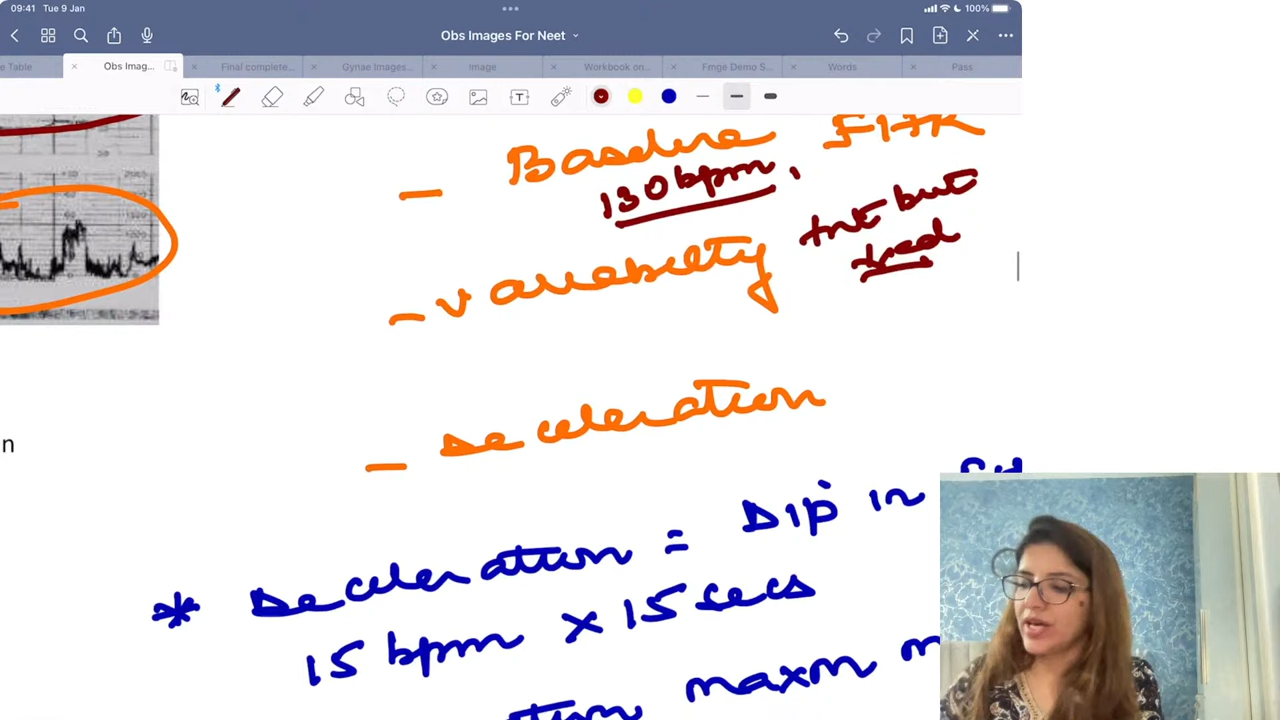 09:41 Tue 9 Jan
100%
Obs Images For Neet
e Table
Obs Imag...
Final complete...
Gynae Images...
Image
Workbook on...
Fmge Demo S...
Words
Pass
- Baseline FHR
130 bpm,
- variability
but
- Deceleration
n
* Deceleration = Dip in
15 bpm × 15 secs
maxm